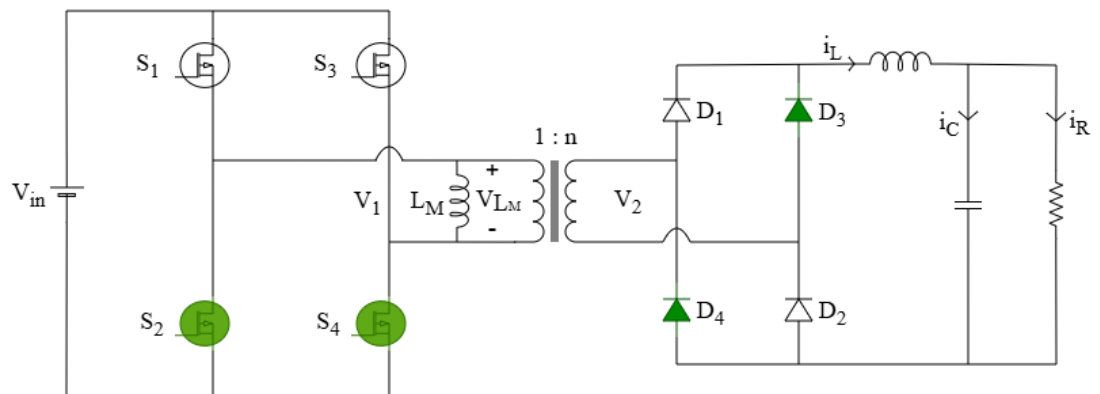 S1
S3
iL
D1
D3
1 : n
iC
iR
Vin
V1
LM
+
VLM
-
V2
S2
S4
D4
D2